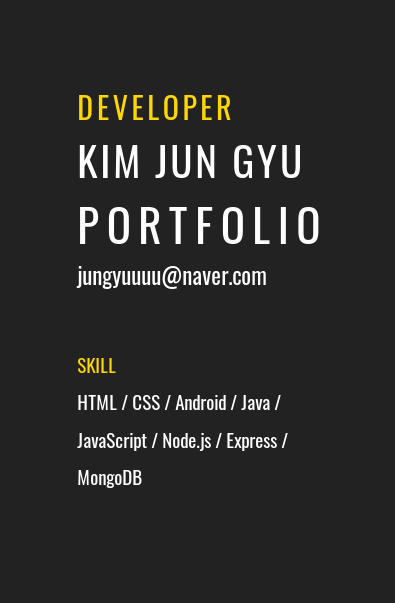 DEVELOPER
KIM JUN GYU
PORTFOLIO
jungyuuuu@naver.com
SKILL
HTML / CSS / Android / Java /
JavaScript / Node.js / Express /
MongoDB